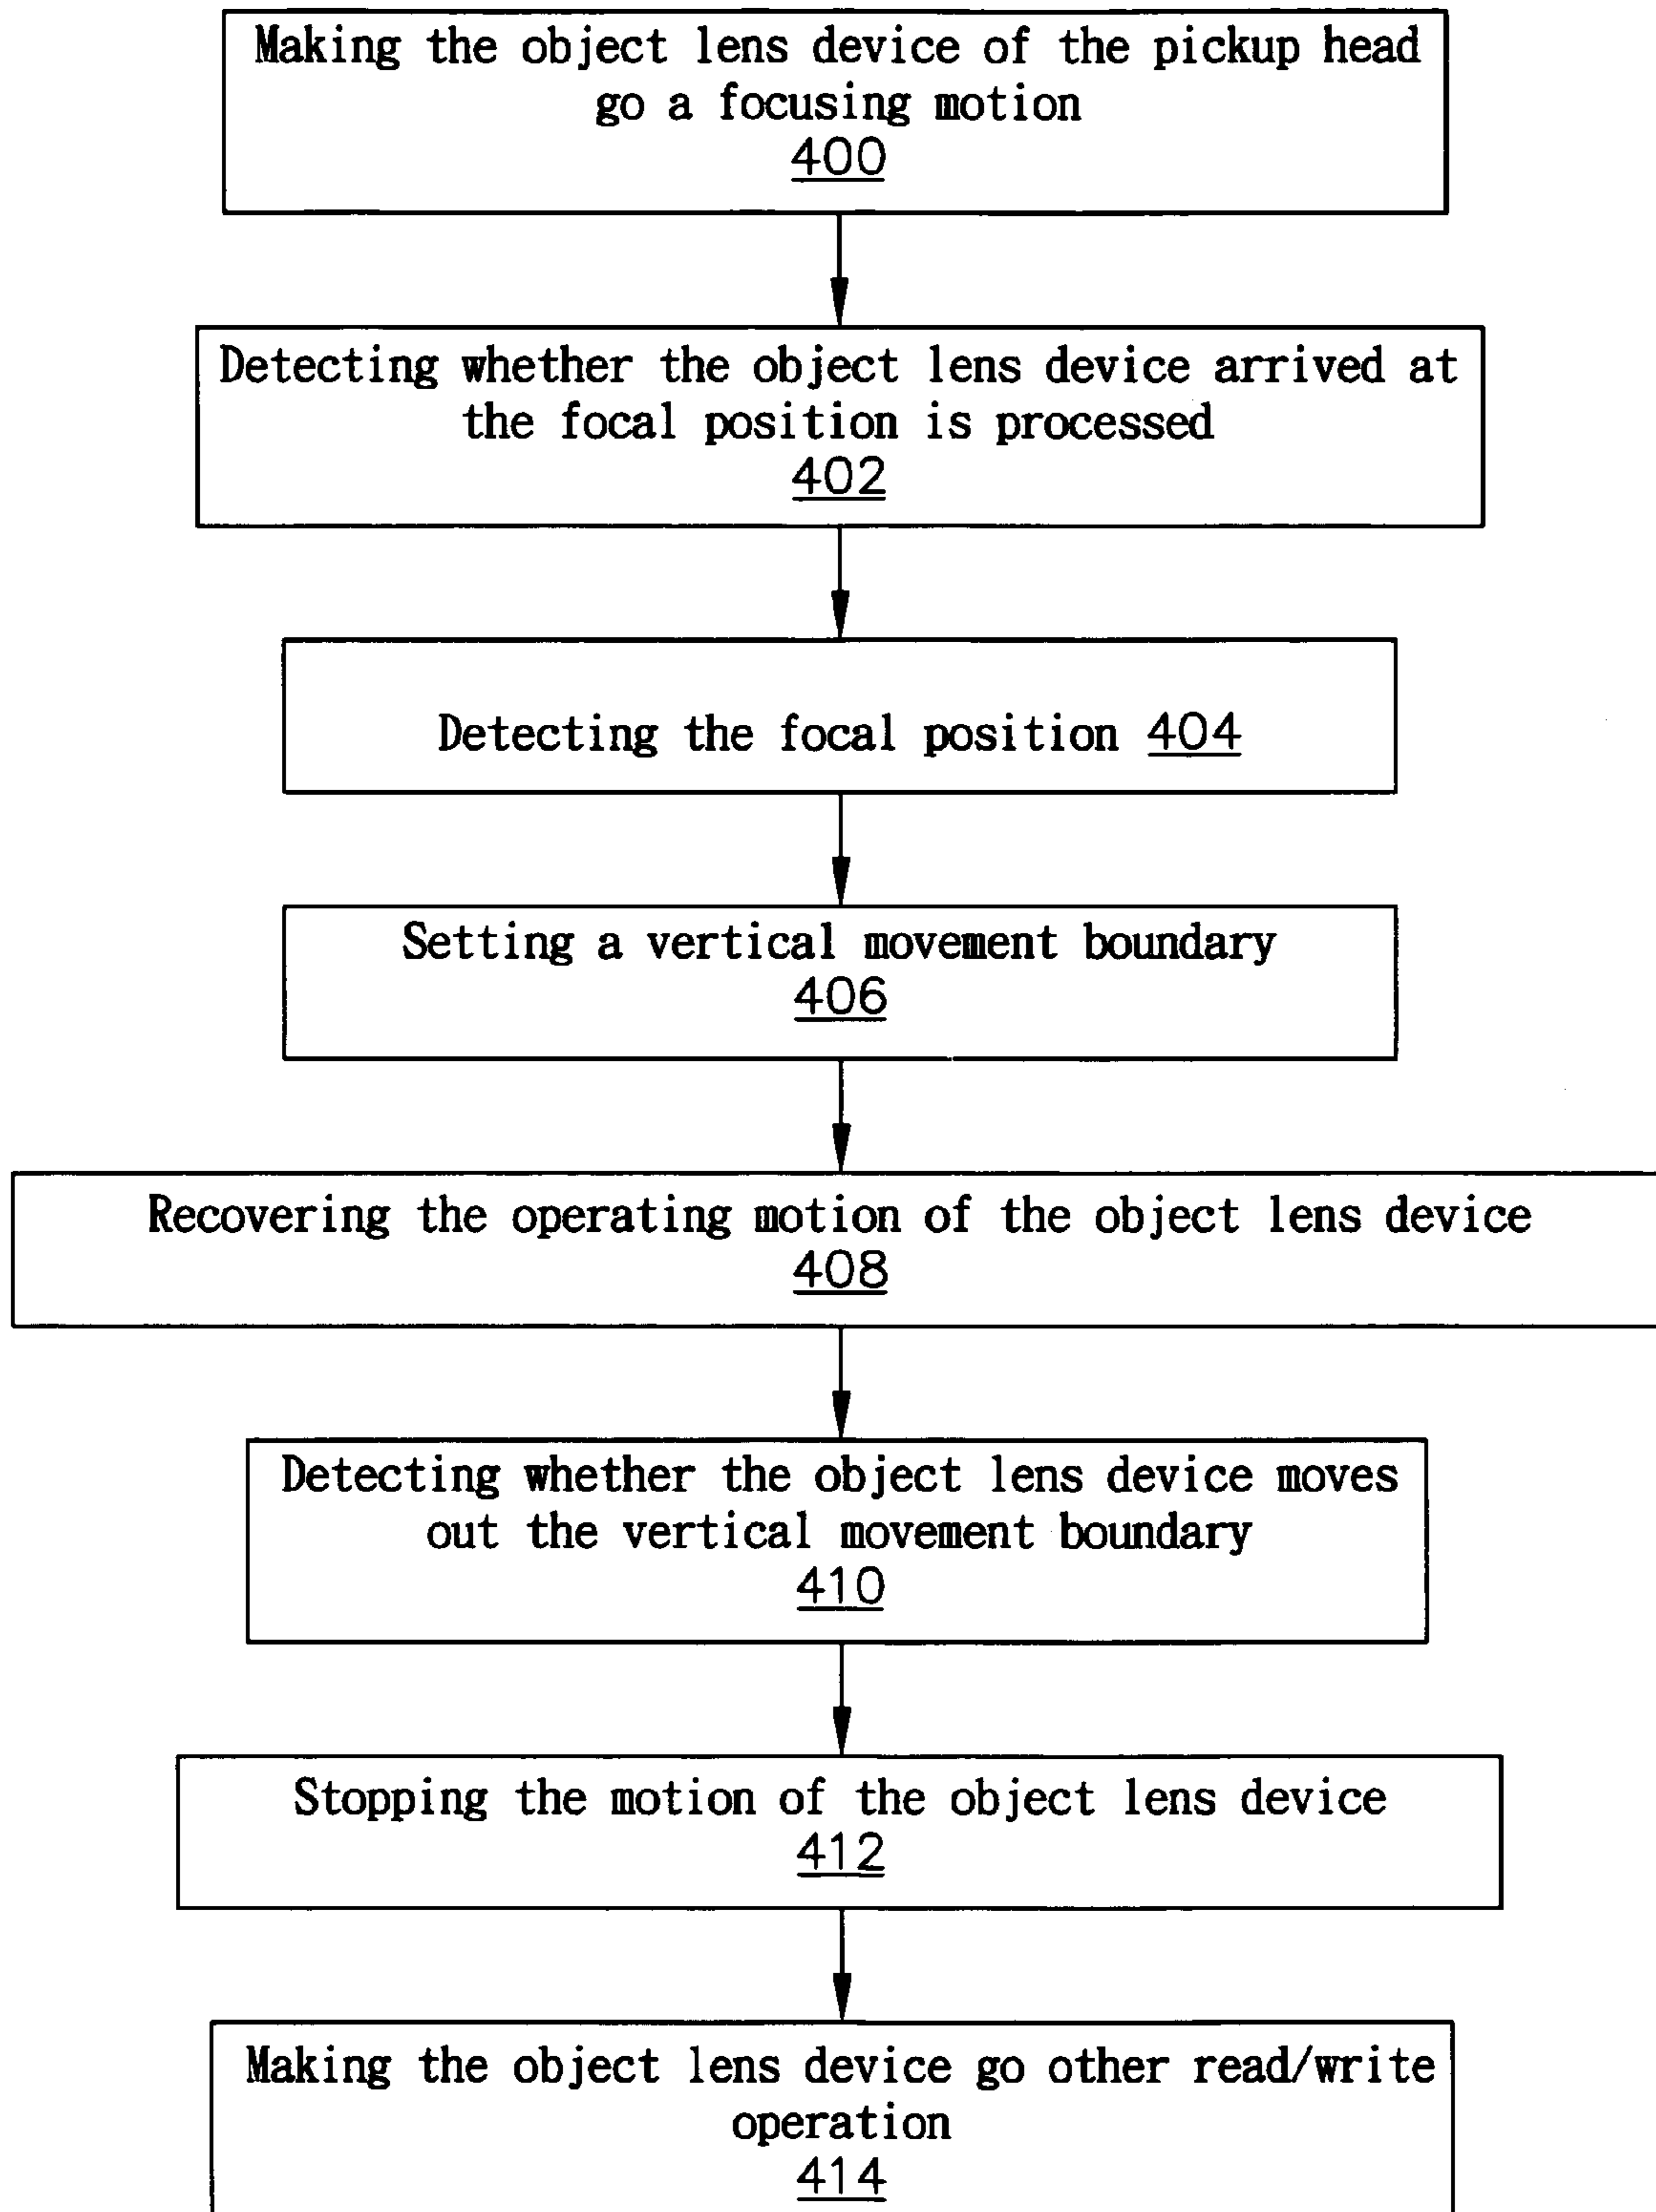 Making the object lens device of the pickup head
go a focusing motion
400
Detecting whether the object lens device arrived at
the focal position is processed
402
Detecting the focal position 404
Setting a vertical movement boundary
406
Recovering the operating motion of the object lens device
408
Detecting whether the object lens device moves
out the vertical movement boundary
410
Stopping the motion of the object lens device
412
Making the object lens device go other read/write
operation
414